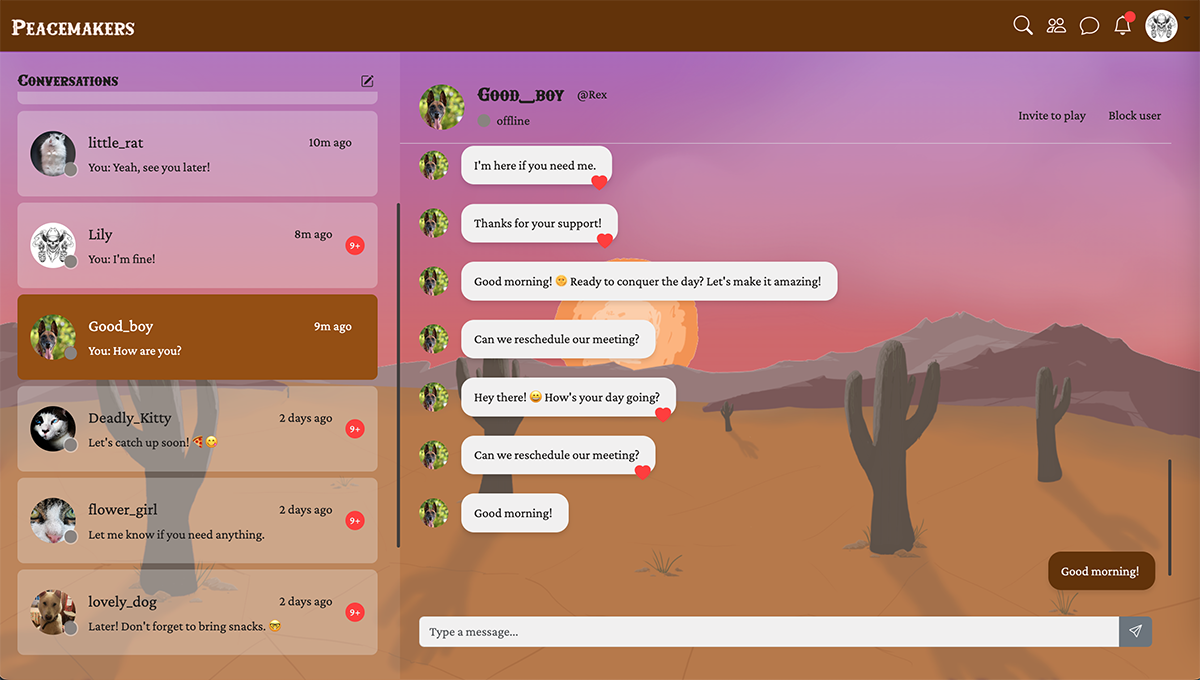 Peacemakers
Conversations
little_rat
10m ago
You: Yeah, see you later!
Lily
8m ago
9+
You: I'm fine!
Good_boy
9m ago
You: How are you?
Deadly_Kitty
2 days ago
9+
Let's catch up soon! 🍕😋
flower_girl
2 days ago
9+
Let me know if you need anything.
lovely_dog
2 days ago
9+
Later! Don't forget to bring snacks. 🤓
Good_boy @Rex
offline
Invite to play
Block user
I'm here if you need me.
Thanks for your support!
Good morning! 🌞 Ready to conquer the day? Let's make it amazing!
Can we reschedule our meeting?
Hey there! 😀 How's your day going?
Can we reschedule our meeting?
Good morning!
Good morning!
Type a message...